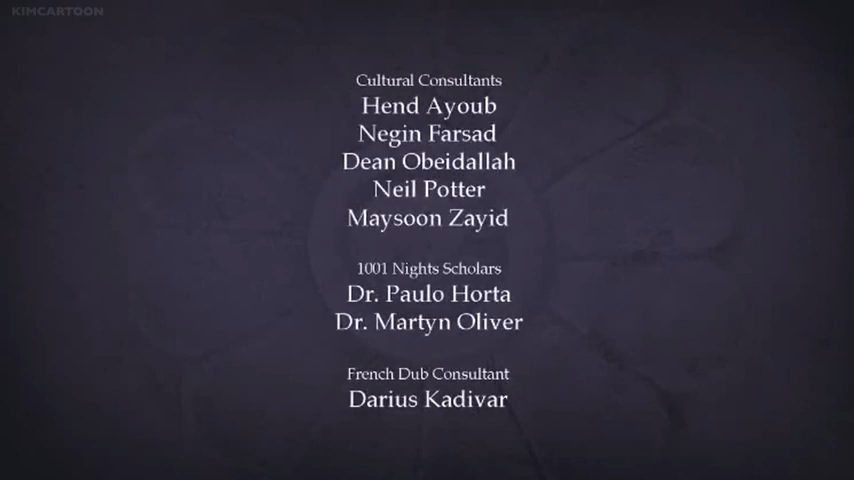 KIMCARTOON
Cultural Consultants
Hend Ayoub
Negin Farsad
Dean Obeidallah
Neil Potter
Maysoon Zayid
1001 Nights Scholars
Dr. Paulo Horta
Dr. Martyn Oliver
French Dub Consultant
Darius Kadivar